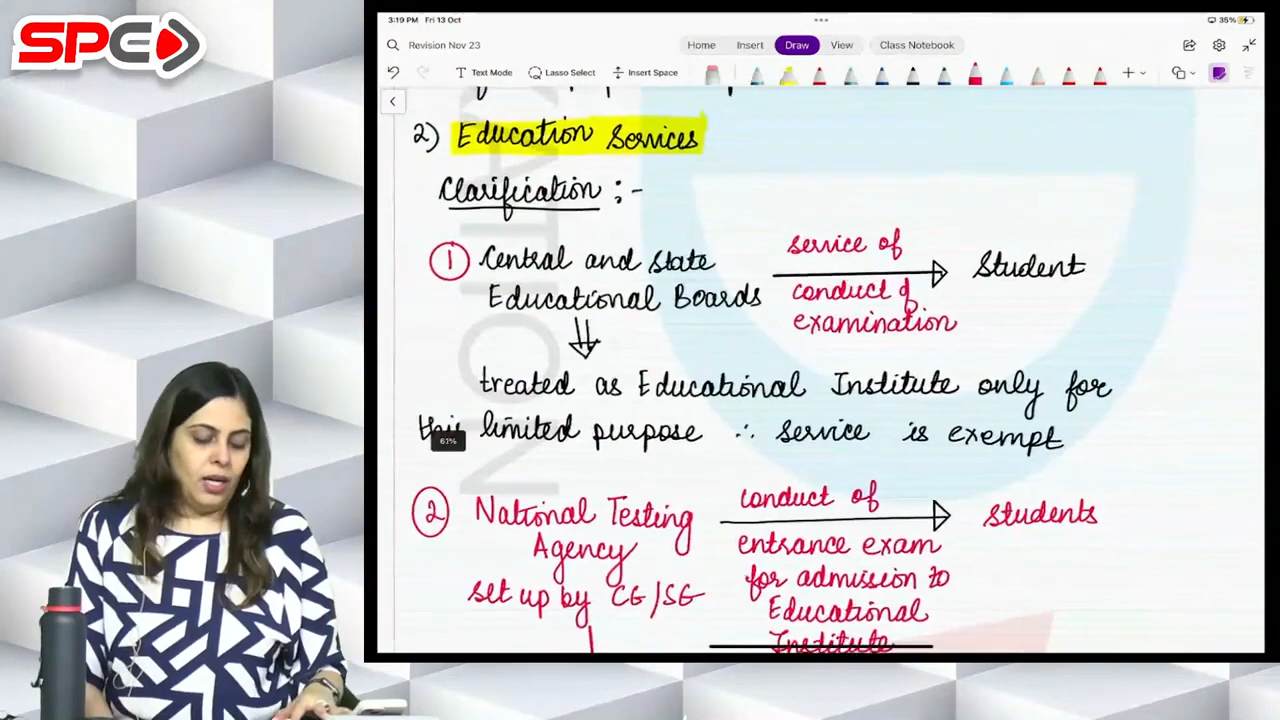 SPED
3:19 PM Fri 13 Oct
35%
Revision Nov 23
Home Insert Draw View Class Notebook
Text Mode Lasso Select Insert Space
2) Education Services
Clarification :-
1 Central and State
Educational Boards
service of
conduct of
examination
Student
treated as Educational Institute only for
this limited purpose ∴ service is exempt
61%
2 National Testing
Agency
set up by CG/SG
conduct of
entrance exam
for admission to
Educational
Institute
students